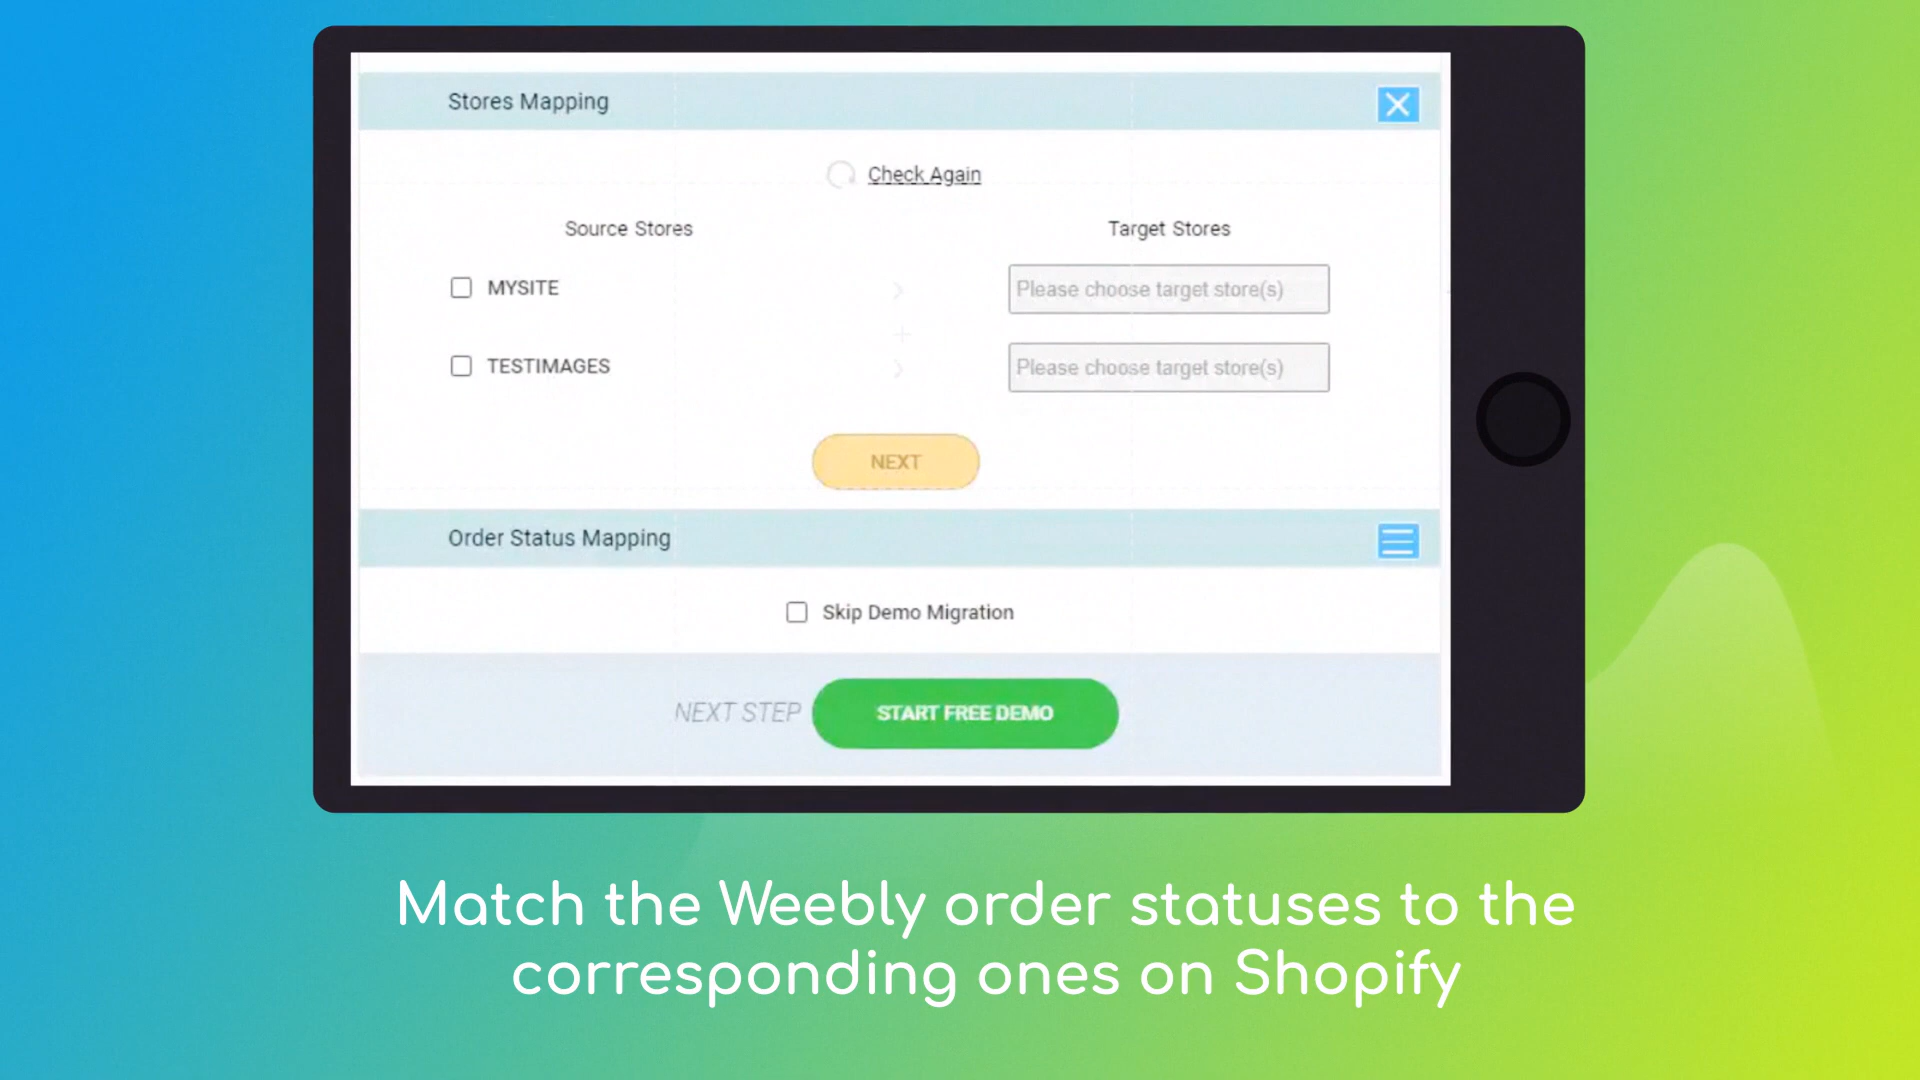 Stores Mapping
Check Again
Source Stores
Target Stores
MYSITE
Please choose target store(s)
TESTIMAGES
Please choose target store(s)
NEXT
Order Status Mapping
Skip Demo Migration
NEXT STEP
START FREE DEMO
Match the Weebly order statuses to the
corresponding ones on Shopify